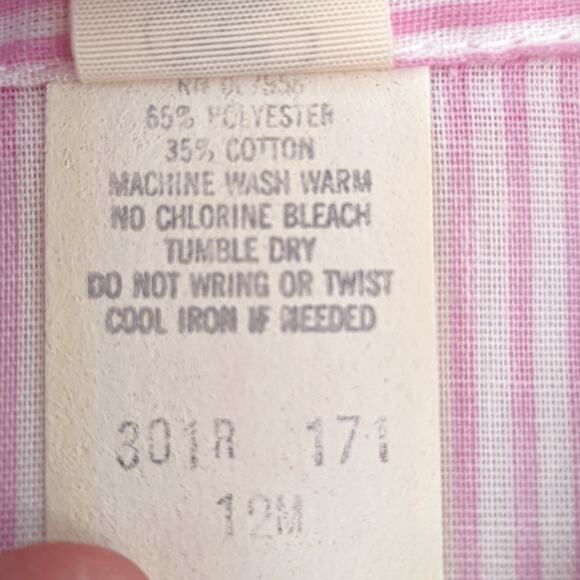 65% POLYESTER
35% COTTON
MACHINE WASH WARM
NO CHLORINE BLEACH
TUMBLE DRY
DO NOT WRING OR TWIST
COOL IRON IF NEEDED
301R 171
12M